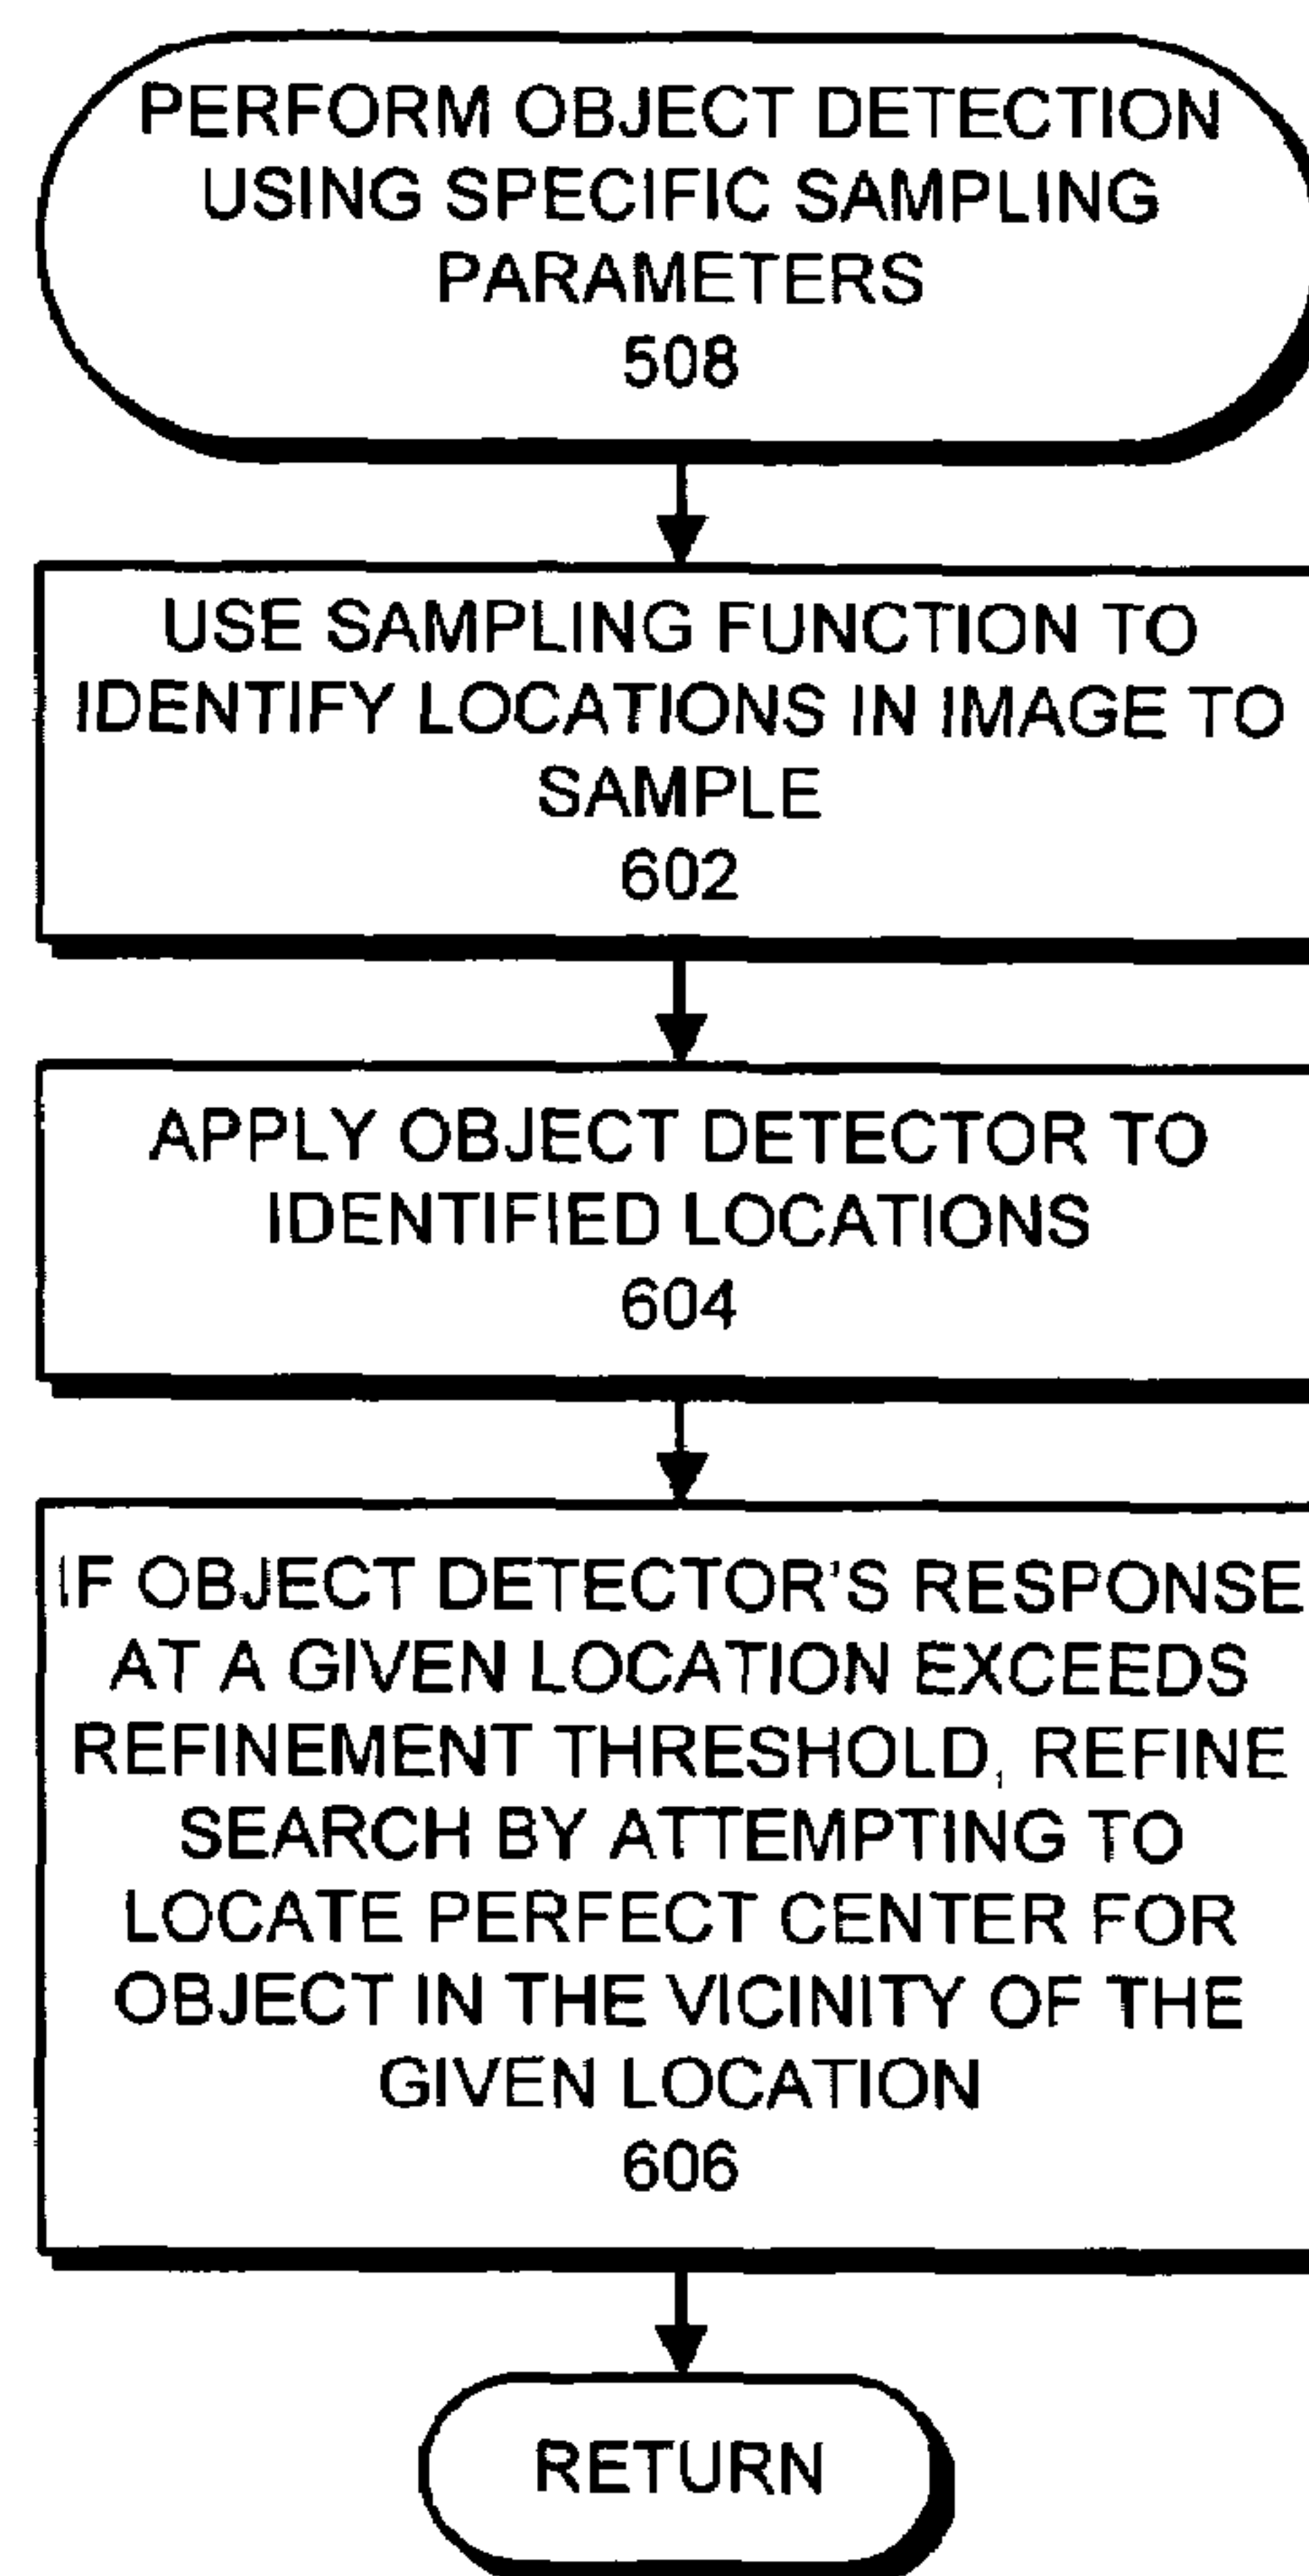 PERFORM OBJECT DETECTION
USING SPECIFIC SAMPLING
PARAMETERS
508
USE SAMPLING FUNCTION TO
IDENTIFY LOCATIONS IN IMAGE TO
SAMPLE
602
APPLY OBJECT DETECTOR TO
IDENTIFIED LOCATIONS
604
IF OBJECT DETECTOR'S RESPONSE
AT A GIVEN LOCATION EXCEEDS
REFINEMENT THRESHOLD, REFINE
SEARCH BY ATTEMPTING TO
LOCATE PERFECT CENTER FOR
OBJECT IN THE VICINITY OF THE
GIVEN LOCATION
606
RETURN